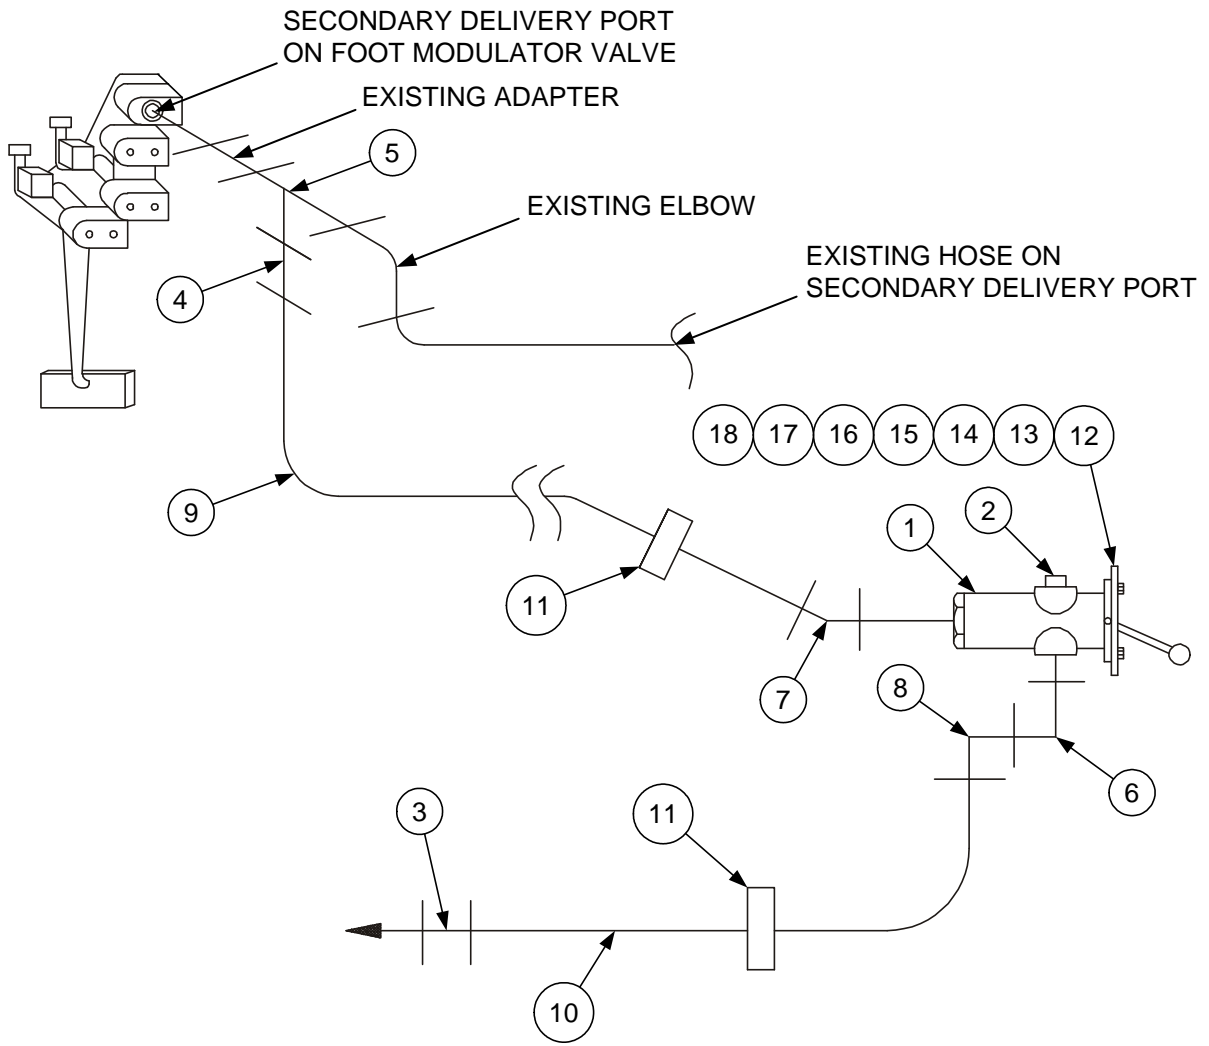 SECONDARY DELIVERY PORT
ON FOOT MODULATOR VALVE
EXISTING ADAPTER
5
EXISTING ELBOW
EXISTING HOSE ON
SECONDARY DELIVERY PORT
4
18 17 16 15 14 13 12
9
1
2
11
7
8
6
3
11
10